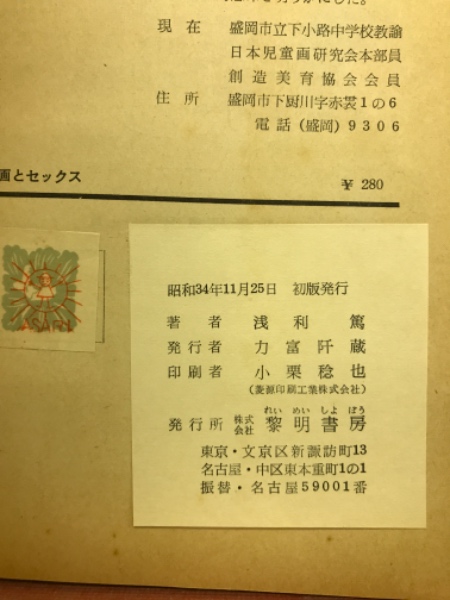 現在 盛岡市立下小路中学校教諭
日本児童画研究会本部員
創造美育協会会員
住所 盛岡市下厨川字赤袰1の6
電話(盛岡)9306
画とセックス
¥280
ASARI
昭和34年11月25日 初版発行
著者 浅利篤
発行者 力富阡蔵
印刷者 小栗稔也
(菱源印刷工業株式会社)
れいめいしよぼう
発行所 株式会社 黎明書房
東京・文京区新諏訪町13
名古屋・中区東本重町1の1
振替・名古屋59001番